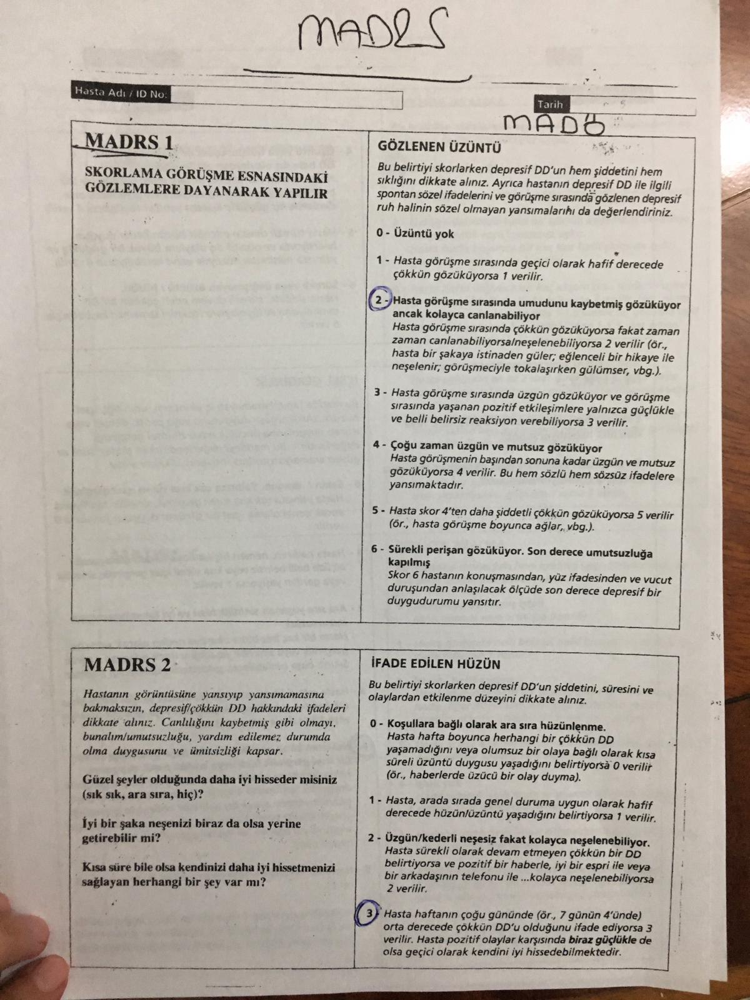 MADRS
Hasta Adı / ID No:
Tarih
MADÖ
MADRS 1
SKORLAMA GÖRÜŞME ESNASINDAKİ
GÖZLEMLERE DAYANARAK YAPILIR
GÖZLENEN ÜZÜNTÜ
Bu belirtiyi skorlarken depresif DD'un hem şiddetini hem
sıklığını dikkate alınız. Ayrıca hastanın depresif DD ile ilgili
spontan sözel ifadelerini ve görüşme sırasında gözlenen depresif
ruh halinin sözel olmayan yansımalarını da değerlendiriniz.
0 - Üzüntü yok
1 - Hasta görüşme sırasında geçici olarak hafif derecede
çökkün gözüküyorsa 1 verilir.
2 - Hasta görüşme sırasında umudunu kaybetmiş gözüküyor
ancak kolayca canlanabiliyor
Hasta görüşme sırasında çökkün gözüküyorsa fakat zaman
zaman canlanabiliyorsa/neşelenebiliyorsa 2 verilir (ör.,
hasta bir şakaya istinaden güler; eğlenceli bir hikaye ile
neşelenir; görüşmeciyle tokalaşırken gülümser, vbg.).
3 - Hasta görüşme sırasında üzgün gözüküyor ve görüşme
sırasında yaşanan pozitif etkileşimlere yalnızca güçlükle
ve belli belirsiz reaksiyon verebiliyorsa 3 verilir.
4 - Çoğu zaman üzgün ve mutsuz gözüküyor
Hasta görüşmenin başından sonuna kadar üzgün ve mutsuz
gözüküyorsa 4 verilir. Bu hem sözlü hem sözsüz ifadelere
yansımaktadır.
5 - Hasta skor 4'ten daha şiddetli çökkün gözüküyorsa 5 verilir
(ör., hasta görüşme boyunca ağlar, vbg.).
6 - Sürekli perişan gözüküyor. Son derece umutsuzluğa
kapılmış
Skor 6 hastanın konuşmasından, yüz ifadesinden ve vucut
duruşundan anlaşılacak ölçüde son derece depresif bir
duygudurumu yansıtır.
MADRS 2
Hastanın görüntüsüne yansıyıp yansımamasına
bakmaksızın, depresif/çökkün DD hakkındaki ifadeleri
dikkate alınız. Canlılığını kaybetmiş gibi olmayı,
bunalım/umutsuzluğu, yardım edilemez durumda
olma duygusunu ve ümitsizliği kapsar.
Güzel şeyler olduğunda daha iyi hisseder misiniz
(sık sık, ara sıra, hiç)?
İyi bir şaka neşenizi biraz da olsa yerine
getirebilir mi?
Kısa süre bile olsa kendinizi daha iyi hissetmenizi
sağlayan herhangi bir şey var mı?
İFADE EDİLEN HÜZÜN
Bu belirtiyi skorlarken depresif DD'un şiddetini, süresini ve
olaylardan etkilenme düzeyini dikkate alınız.
0 - Koşullara bağlı olarak ara sıra hüzünlenme.
Hasta hafta boyunca herhangi bir çökkün DD
yaşamadığını veya olumsuz bir olaya bağlı olarak kısa
süreli üzüntü duygusu yaşadığını belirtiyorsa 0 verilir
(ör., haberlerde üzücü bir olay duyma).
1 - Hasta, arada sırada genel duruma uygun olarak hafif
derecede hüzün/üzüntü yaşadığını belirtiyorsa 1 verilir.
2 - Üzgün/kederli neşesiz fakat kolayca neşelenebiliyor.
Hasta sürekli olarak devam etmeyen çökkün bir DD
belirtiyorsa ve pozitif bir haberle, iyi bir espri ile veya
bir arkadaşının telefonu ile ...kolayca neşelenebiliyorsa
2 verilir.
3 Hasta haftanın çoğu gününde (ör., 7 günün 4'ünde)
orta derecede çökkün DD'u olduğunu ifade ediyorsa 3
verilir. Hasta pozitif olaylar karşısında biraz güçlükle de
olsa geçici olarak kendini iyi hissedebilmektedir.